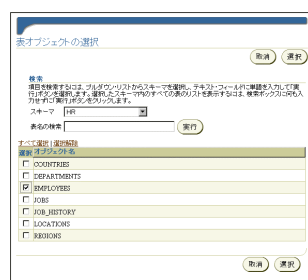 表オブジェクトの選択
取消 選択
検索
項目を検索するには、プルダウン・リストからスキーマを選択し、テキスト・フィールドに単語を入力して「実
行」ボタンを選択します。選択したスキーマ内のすべての表のリストを表示するには、検索ボックスに何も入
力せずに「実行」ボタンをクリックします。
スキーマ HR
表名の検索 実行
すべて選択 | 選択解除
選択 オブジェクト名
COUNTRIES
DEPARTMENTS
EMPLOYEES
JOBS
JOB_HISTORY
LOCATIONS
REGIONS
取消 選択